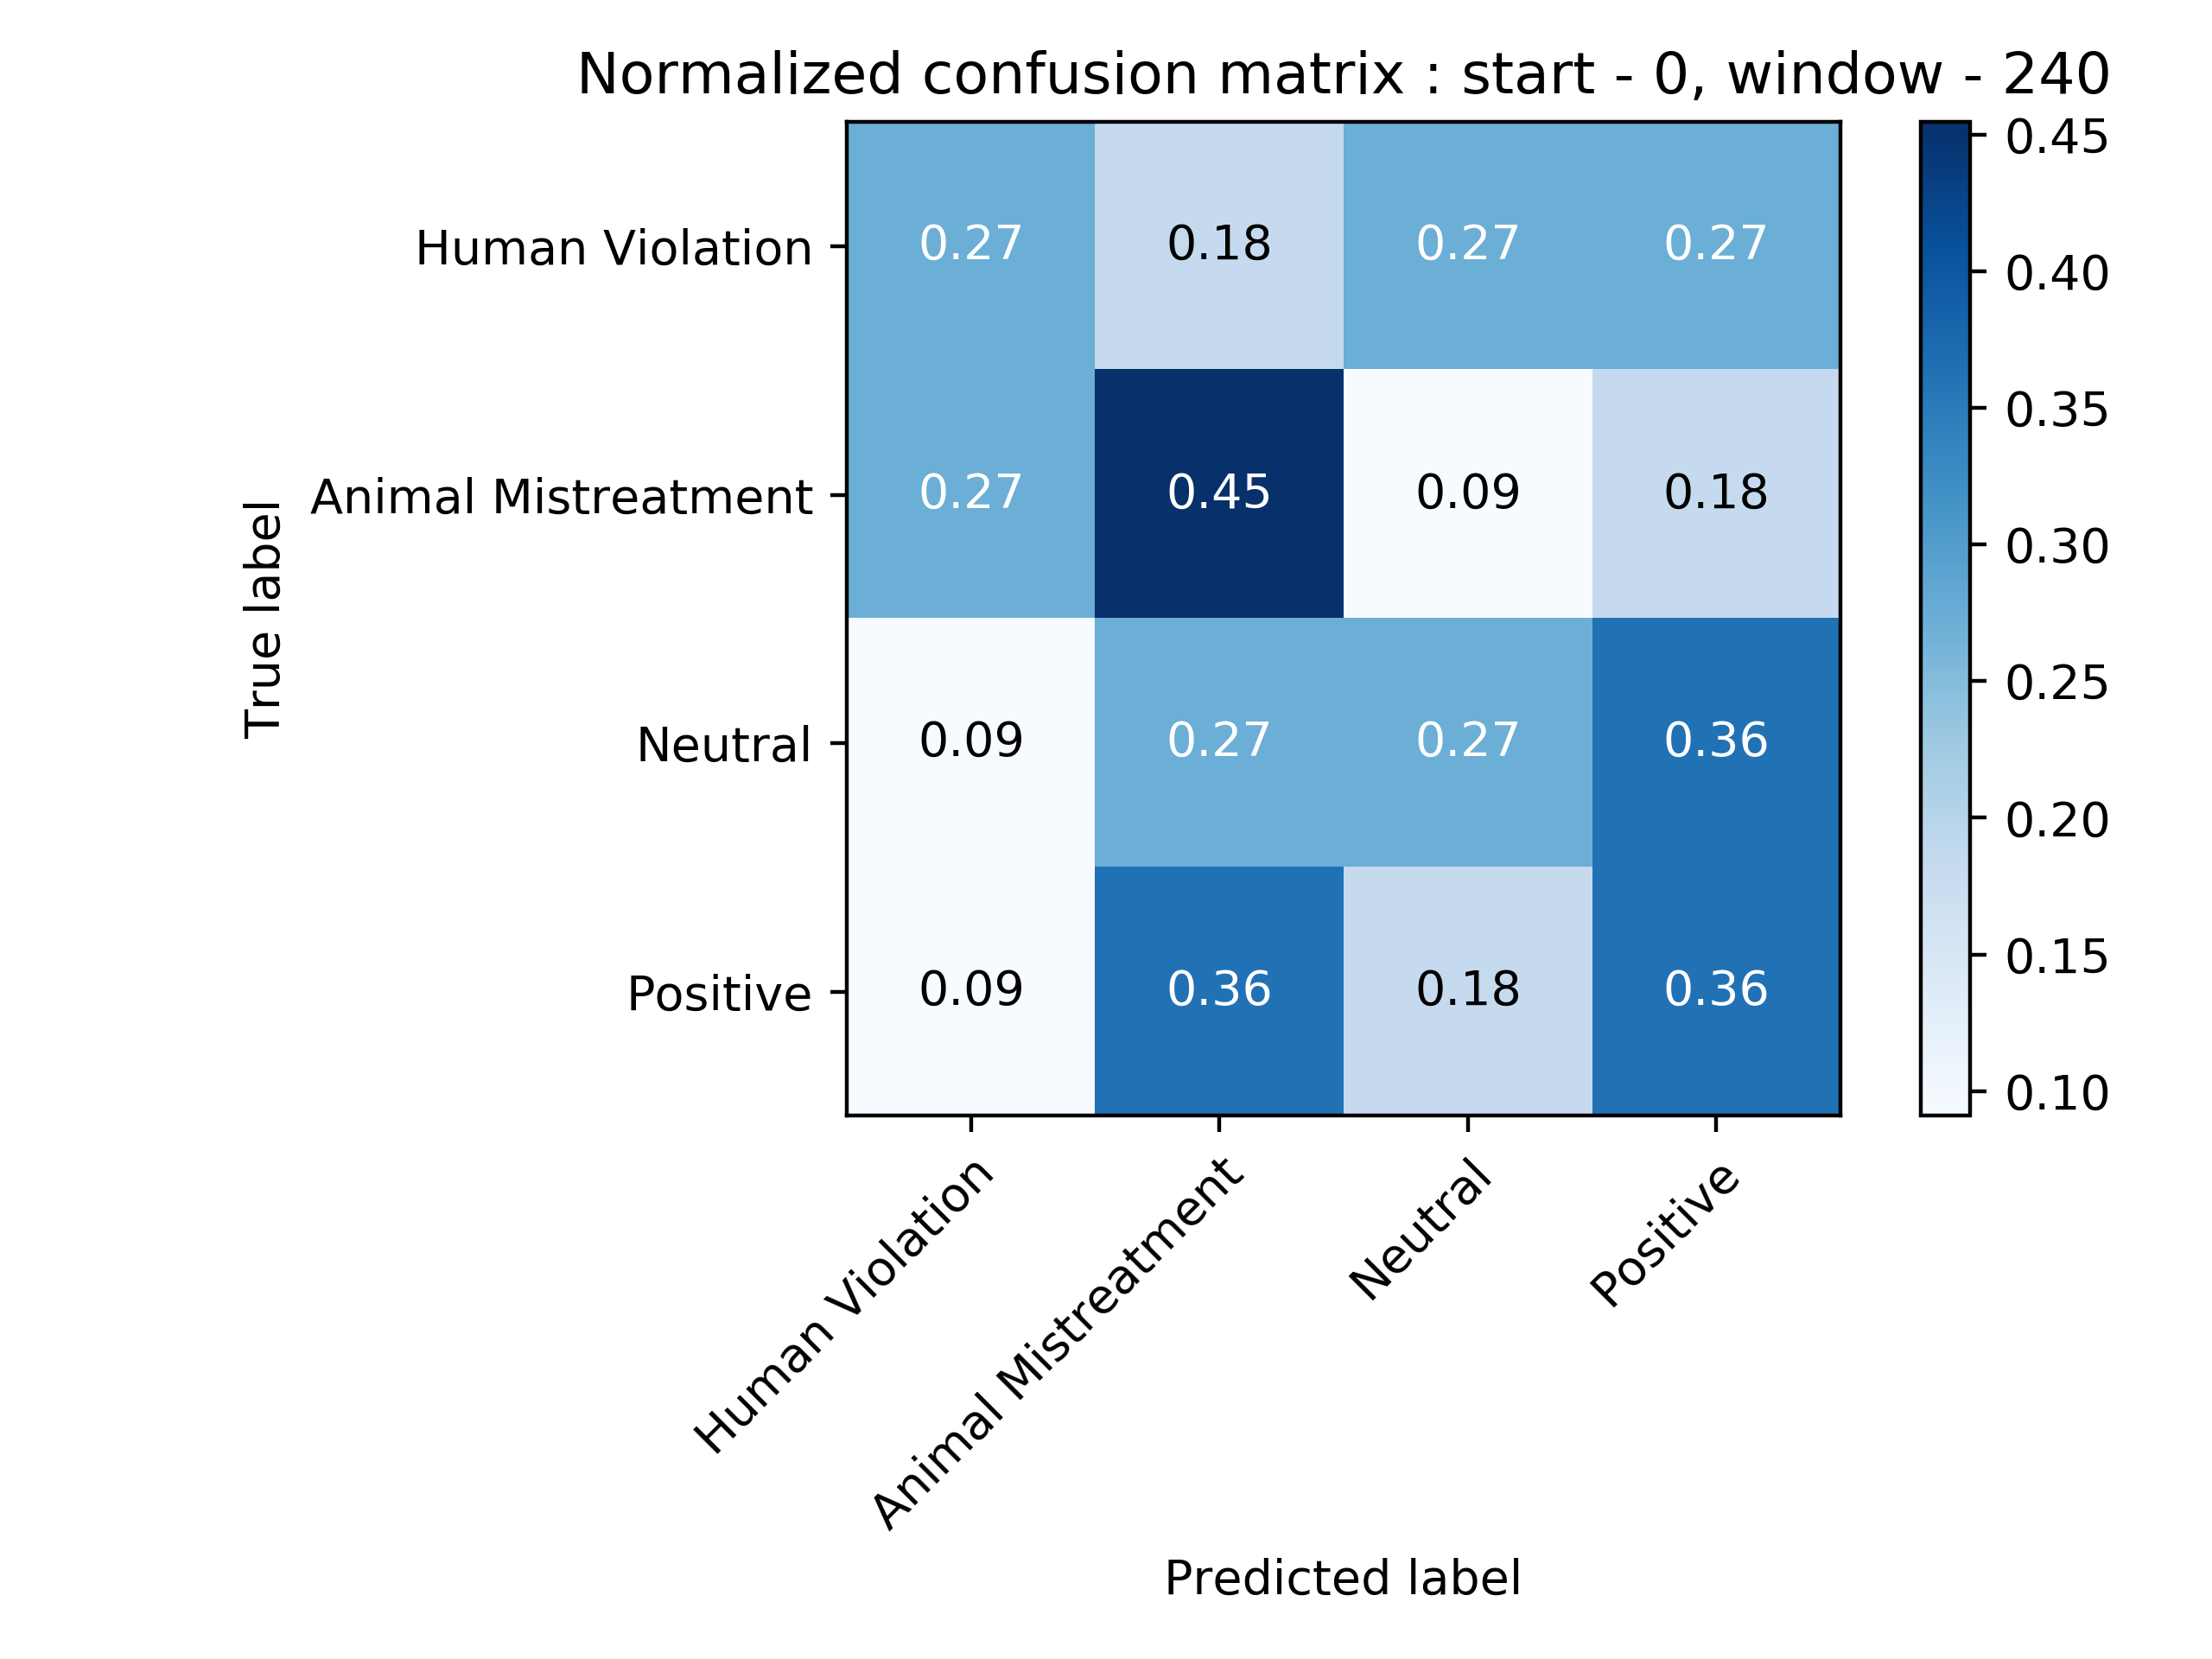 Normalized confusion matrix : start - 0, window - 240
True label
Human Violation
0.27 0.18 0.27 0.27
Animal Mistreatment
0.27 0.45 0.09 0.18
Neutral
0.09 0.27 0.27 0.36
Positive
0.09 0.36 0.18 0.36
Human Violation
Animal Mistreatment
Neutral
Positive
Predicted label
0.45
0.40
0.35
0.30
0.25
0.20
0.15
0.10